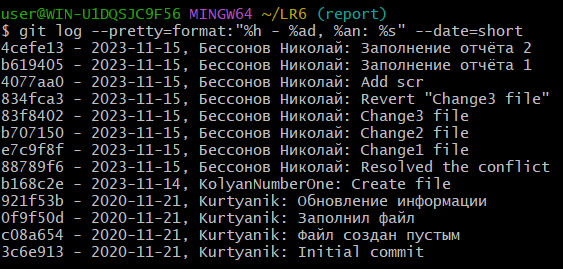 user@WIN-U1DQSJC9F56 MINGW64 ~/LR6 (report)
$ git log --pretty=format:"%h - %ad, %an: %s" --date=short
4cefe13 - 2023-11-15, Бессонов Николай: Заполнение отчёта 2
b619405 - 2023-11-15, Бессонов Николай: Заполнение отчёта 1
4077aa0 - 2023-11-15, Бессонов Николай: Add scr
834fca3 - 2023-11-15, Бессонов Николай: Revert "Change3 file"
83f8402 - 2023-11-15, Бессонов Николай: Change3 file
b707150 - 2023-11-15, Бессонов Николай: Change2 file
e7c9f8f - 2023-11-15, Бессонов Николай: Change1 file
88789f6 - 2023-11-15, Бессонов Николай: Resolved the conflict
b168c2e - 2023-11-14, KolyanNumberOne: Create file
921f53b - 2020-11-21, Kurtyanik: Обновление информации
0f9f50d - 2020-11-21, Kurtyanik: Заполнил файл
c08a654 - 2020-11-21, Kurtyanik: Файл создан пустым
3c6e913 - 2020-11-21, Kurtyanik: Initial commit